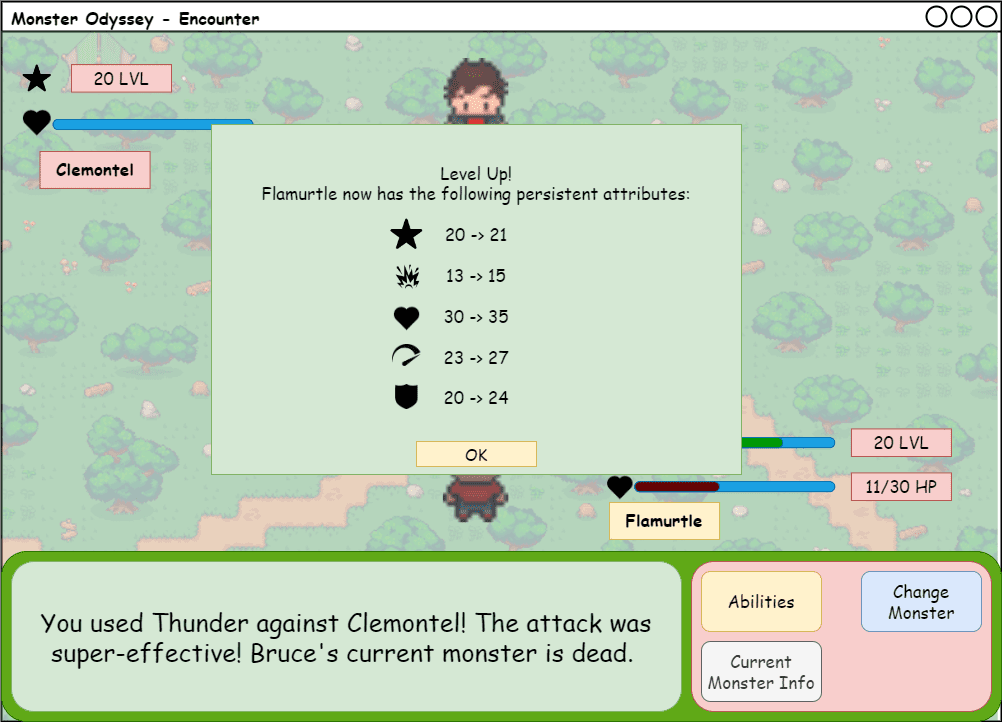 Monster Odyssey - Encounter
20 LVL
Clemontel
Level Up!
Flamurtle now has the following persistent attributes:
20 -> 21
13 -> 15
30 -> 35
23 -> 27
20 -> 24
OK
20 LVL
11/30 HP
Flamurtle
You used Thunder against Clemontel! The attack was
super-effective! Bruce's current monster is dead.
Abilities
Change
Monster
Current
Monster Info